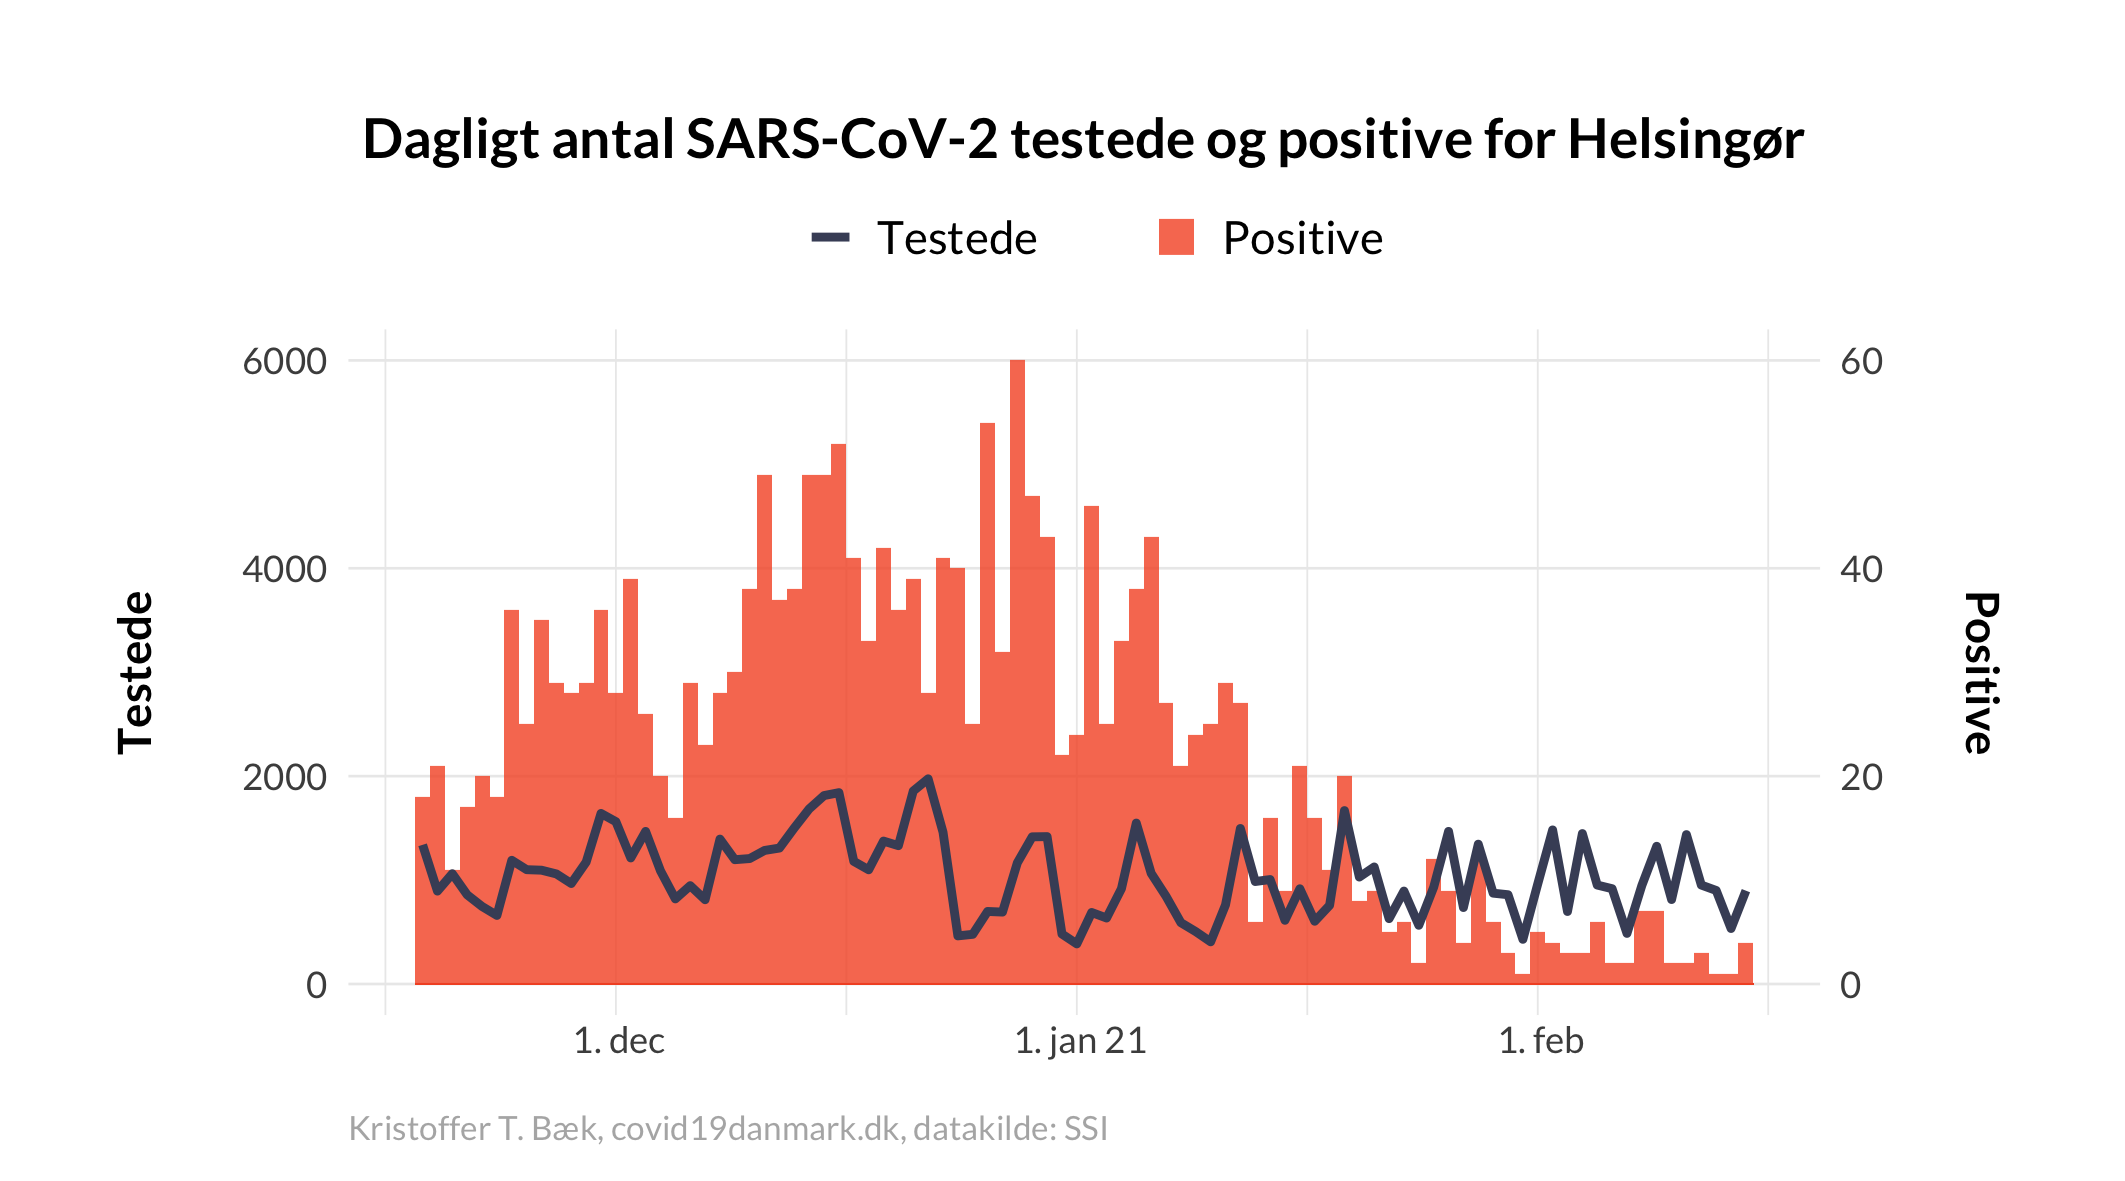 Dagligt antal SARS-CoV-2 testede og positive for Helsingør
Testede Positive
6000 60
4000 40
Testede
Positive
2000 20
0 0
1. dec 1. jan 21 1. feb
Kristoffer T. Bæk, covid19danmark.dk, datakilde: SSI